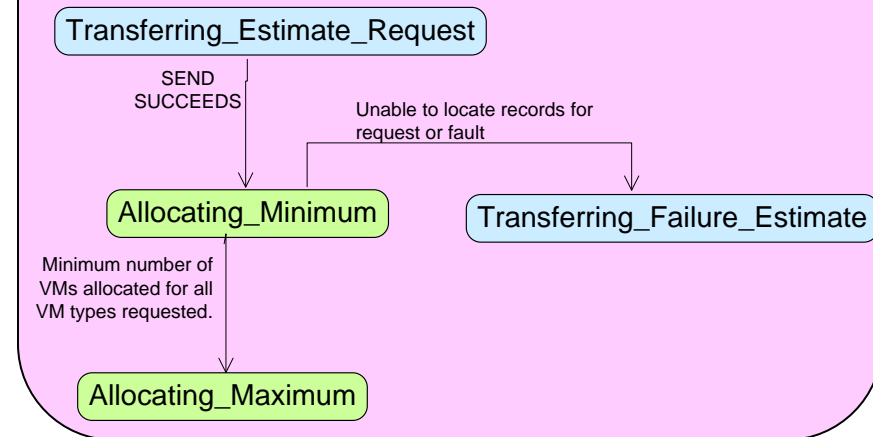 Transferring_Estimate_Request
SEND
SUCCEEDS
Unable to locate records for
request or fault
Allocating_Minimum
Transferring_Failure_Estimate
Minimum number of
VMs allocated for all
VM types requested.
Allocating_Maximum